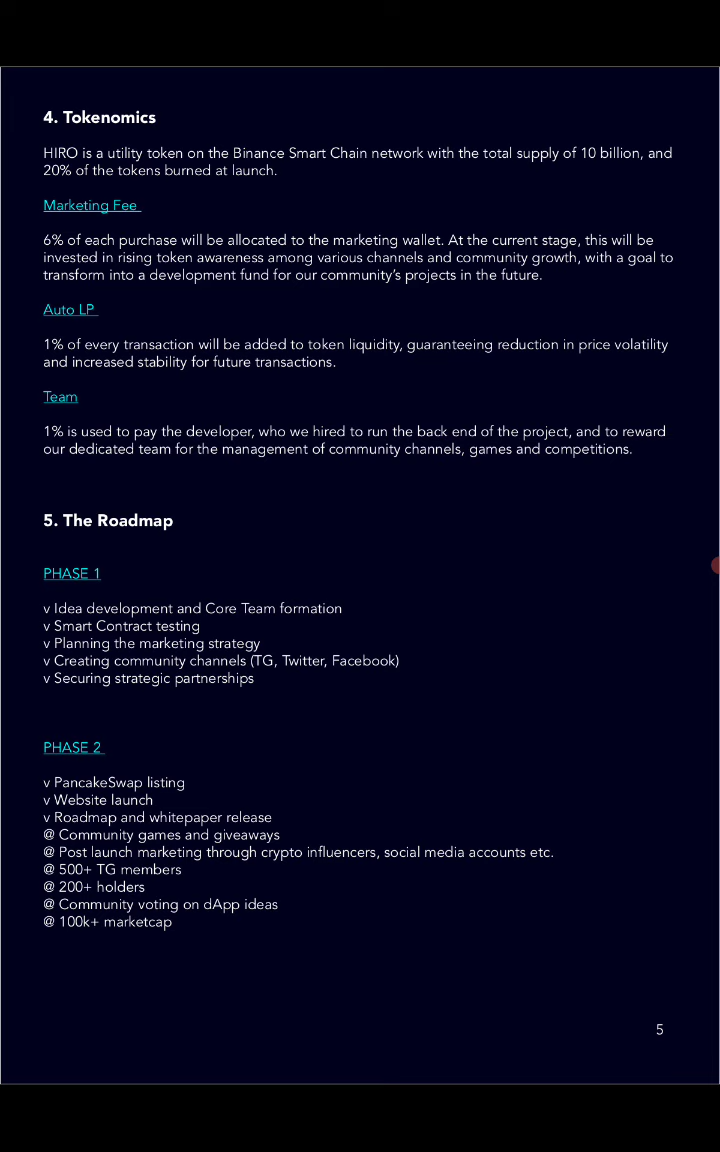 4. Tokenomics
HIRO is a utility token on the Binance Smart Chain network with the total supply of 10 billion, and
20% of the tokens burned at launch.
Marketing Fee
6% of each purchase will be allocated to the marketing wallet. At the current stage, this will be
invested in rising token awareness among various channels and community growth, with a goal to
transform into a development fund for our community's projects in the future.
Auto LP
1% of every transaction will be added to token liquidity, guaranteeing reduction in price volatility
and increased stability for future transactions.
Team
1% is used to pay the developer, who we hired to run the back end of the project, and to reward
our dedicated team for the management of community channels, games and competitions.
5. The Roadmap
PHASE 1
v Idea development and Core Team formation
v Smart Contract testing
v Planning the marketing strategy
v Creating community channels (TG, Twitter, Facebook)
v Securing strategic partnerships
PHASE 2
v PancakeSwap listing
v Website launch
v Roadmap and whitepaper release
@ Community games and giveaways
@ Post launch marketing through crypto influencers, social media accounts etc.
@ 500+ TG members
@ 200+ holders
@ Community voting on dApp ideas
@ 100k+ marketcap
5